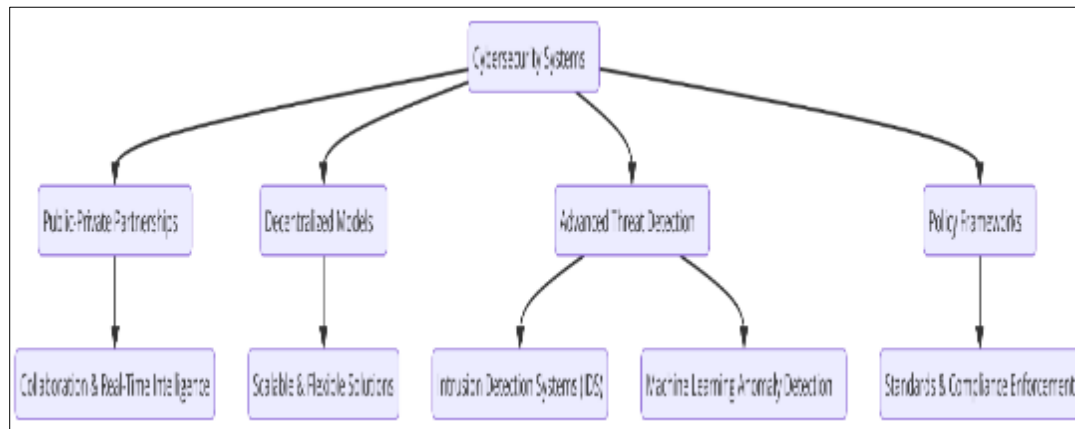 Cybersecurity Systems
Public-Private Partnerships
Decentralized Models
Advanced Threat Detection
Policy Frameworks
Collaboration & Real-Time Intelligence
Scalable & Flexible Solutions
Intrusion Detection Systems (IDS)
Machine Learning Anomaly Detection
Standards & Compliance Enforcement